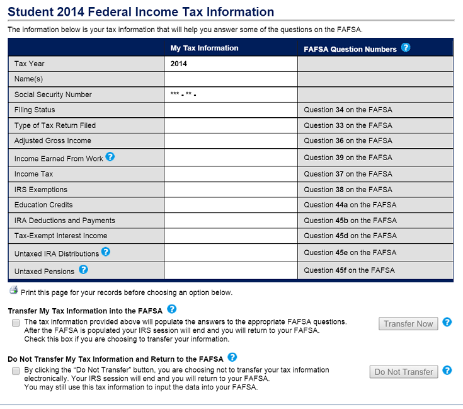 Student 2014 Federal Income Tax Information
The information below is your tax information that will help you answer some of the questions on the FAFSA.
My Tax Information FAFSA Question Numbers ?
Tax Year 2014
Name(s)
Social Security Number *** - ** -
Filing Status Question 34 on the FAFSA
Type of Tax Return Filed Question 33 on the FAFSA
Adjusted Gross Income Question 36 on the FAFSA
Income Earned From Work ? Question 39 on the FAFSA
Income Tax Question 37 on the FAFSA
IRS Exemptions Question 38 on the FAFSA
Education Credits Question 44a on the FAFSA
IRA Deductions and Payments Question 45b on the FAFSA
Tax-Exempt Interest Income Question 45d on the FAFSA
Untaxed IRA Distributions ? Question 45e on the FAFSA
Untaxed Pensions ? Question 45f on the FAFSA
Print this page for your records before choosing an option below.
Transfer My Tax Information into the FAFSA ?
The tax information provided above will populate the answers to the appropriate FAFSA questions.
After the FAFSA is populated your IRS session will end and you will return to your FAFSA.
Check this box if you are choosing to transfer your information.
Transfer Now ?
Do Not Transfer My Tax Information and Return to the FAFSA ?
By clicking the "Do Not Transfer" button, you are choosing not to transfer your tax information
electronically. Your IRS session will end and you will return to your FAFSA.
You may still use this tax information to input the data into your FAFSA.
Do Not Transfer ?